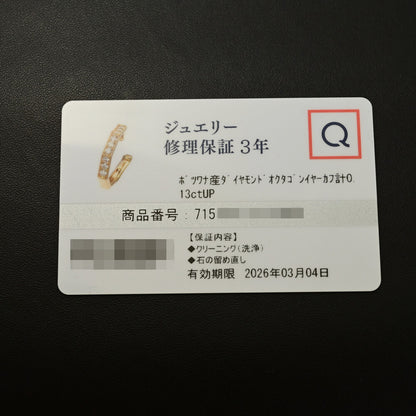 ジュエリー
修理保証 3年
Q
ﾎﾞﾂﾜﾅ産ﾀﾞｲﾔﾓﾝﾄﾞｵｸﾀｺﾞﾝｲﾔｰｶﾌ計0.
13ctUP
商品番号：715
【保証内容】
◆クリーニング(洗浄)
◆石の留め直し
有効期限 2026年03月04日